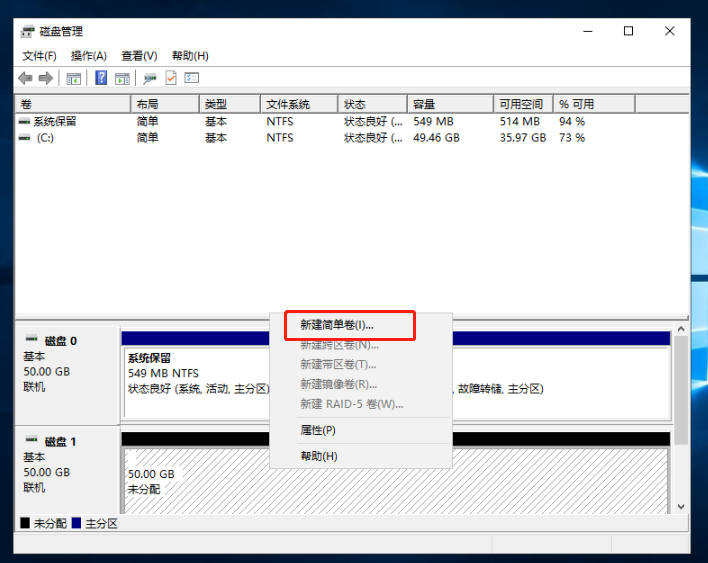 磁盘管理
文件(F) 操作(A) 查看(V) 帮助(H)
卷 布局 类型 文件系统 状态 容量 可用空间 % 可用
系统保留 简单 基本 NTFS 状态良好 (... 549 MB 514 MB 94 %
(C:) 简单 基本 NTFS 状态良好 (... 49.46 GB 35.97 GB 73 %
磁盘 0
基本
50.00 GB
联机
系统保留
549 MB NTFS
状态良好 (系统, 活动, 主分区)
, 故障转储, 主分区)
新建简单卷(I)...
新建跨区卷(N)...
新建带区卷(T)...
新建镜像卷(R)...
新建 RAID-5 卷(W)...
属性(P)
帮助(H)
磁盘 1
基本
50.00 GB
联机
50.00 GB
未分配
未分配 主分区